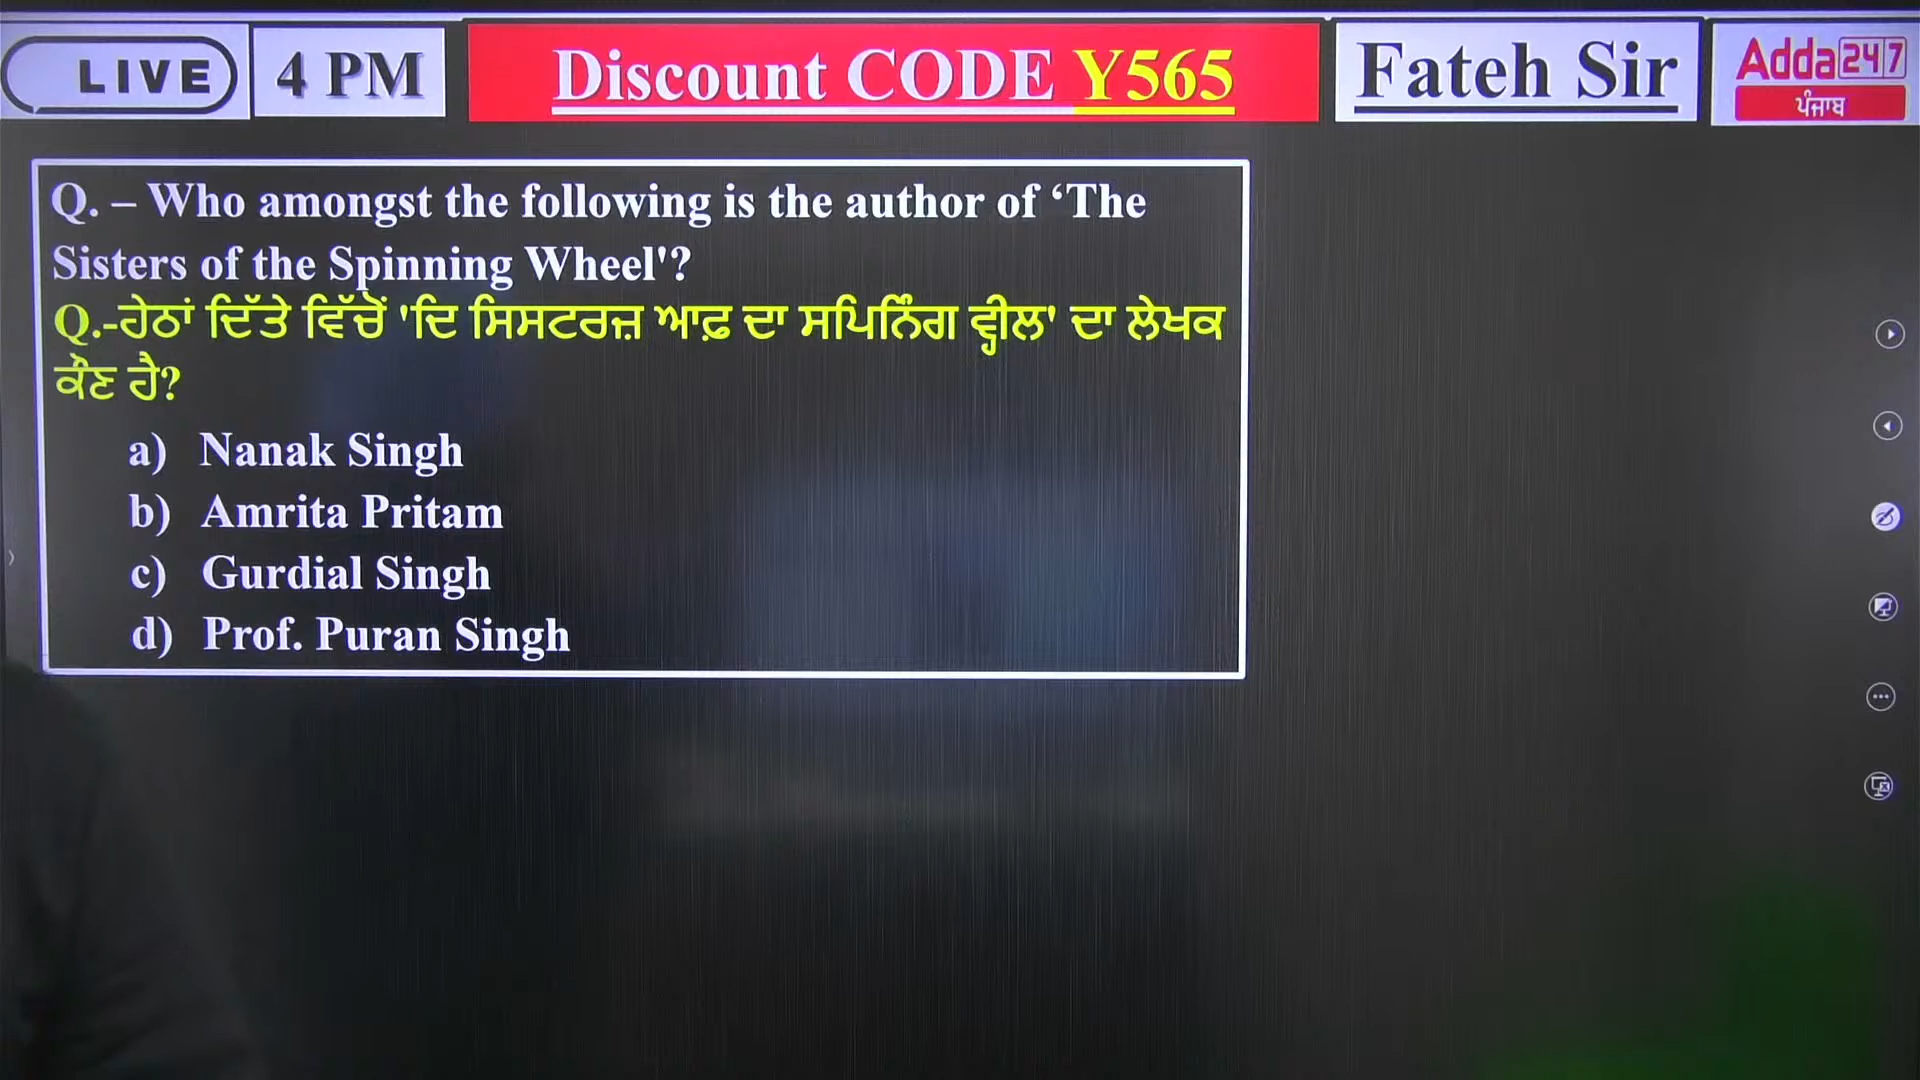 LIVE
4 PM
Discount CODE Y565
Fateh Sir
Adda247
ਪੰਜਾਬ
Q. – Who amongst the following is the author of ‘The
Sisters of the Spinning Wheel'?
Q.-ਹੇਠਾਂ ਦਿੱਤੇ ਵਿੱਚੋਂ 'ਦਿ ਸਿਸਟਰਜ਼ ਆਫ਼ ਦਾ ਸਪਿਨਿੰਗ ਵ੍ਹੀਲ' ਦਾ ਲੇਖਕ
ਕੌਣ ਹੈ?
a) Nanak Singh
b) Amrita Pritam
c) Gurdial Singh
d) Prof. Puran Singh